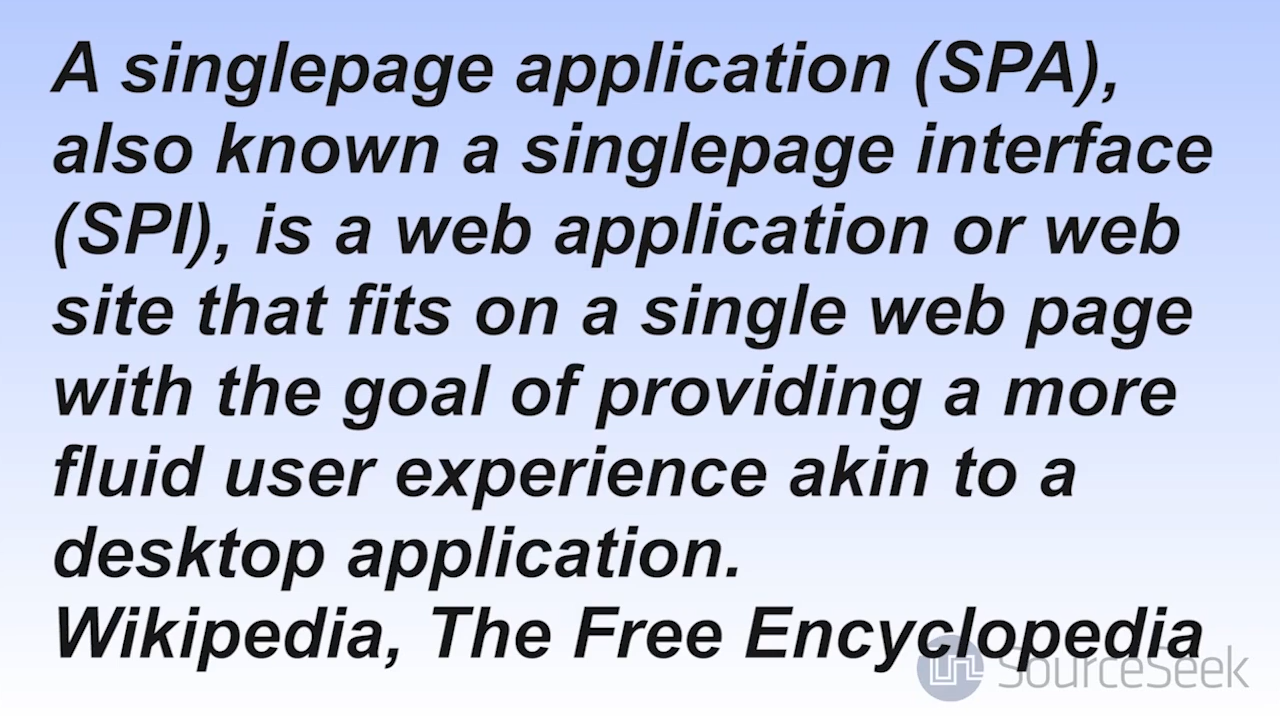 A singlepage application (SPA),
also known a singlepage interface
(SPI), is a web application or web
site that fits on a single web page
with the goal of providing a more
fluid user experience akin to a
desktop application.
Wikipedia, The Free Encyclopedia
SourceSeek